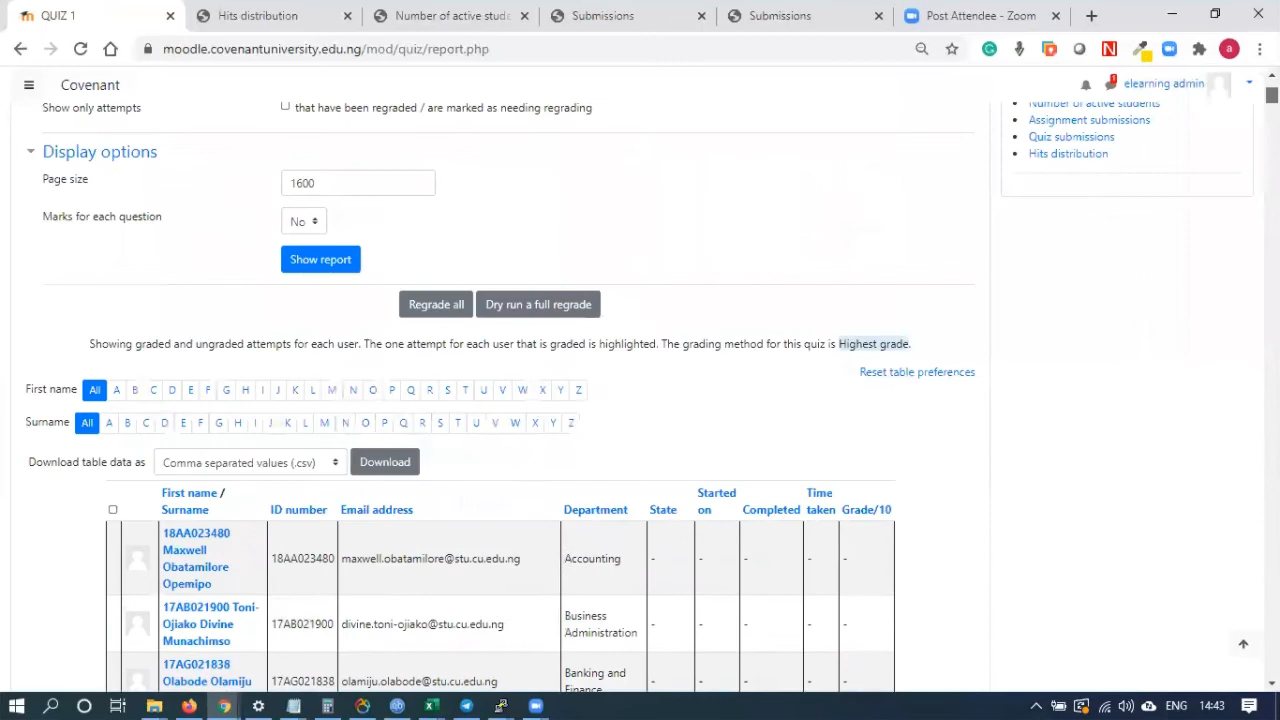 QUIZ 1
Hits distribution
Number of active stude
Submissions
Submissions
Post Attendee - Zoom
moodle.covenantuniversity.edu.ng/mod/quiz/report.php
Covenant
1
elearning admin
Show only attempts
that have been regraded / are marked as needing regrading
Number of active students
Assignment submissions
Quiz submissions
Hits distribution
Display options
Page size
1600
Marks for each question
No
Show report
Regrade all
Dry run a full regrade
Showing graded and ungraded attempts for each user. The one attempt for each user that is graded is highlighted. The grading method for this quiz is Highest grade.
Reset table preferences
First name All A B C D E F G H I J K L M N O P Q R S T U V W X Y Z
Surname All A B C D E F G H I J K L M N O P Q R S T U V W X Y Z
Download table data as Comma separated values (.csv) Download
First name / Surname ID number Email address Department State Started on Completed Time taken Grade/10
18AA023480 Maxwell Obatamilore Opemipo 18AA023480 maxwell.obatamilore@stu.cu.edu.ng Accounting - - - - -
17AB021900 Toni-Ojiako Divine Munachimso 17AB021900 divine.toni-ojiako@stu.cu.edu.ng Business Administration - - - - -
17AG021838 Olabode Olamiju 17AG021838 olamiju.olabode@stu.cu.edu.ng Banking and Finance - - - - -
ENG 14:43